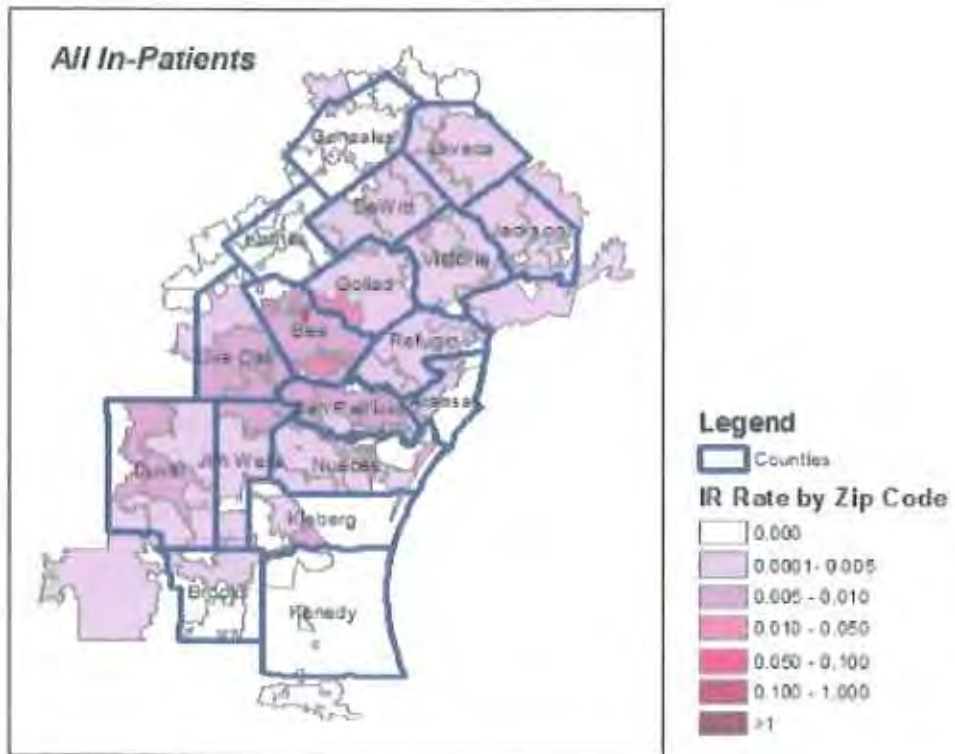 All In-Patients
Gonzales
Lavaca
DeWitt
Jackson
Karnes
Victoria
Goliad
Bee
Refugio
Live Oak
Aransas
San Patricio
Duval
Jim Wells
Nueces
Kleberg
Brooks
Kenedy
Legend
Counties
IR Rate by Zip Code
0.000
0.0001 - 0.005
0.005 - 0.010
0.010 - 0.050
0.050 - 0.100
0.100 - 1.000
>1